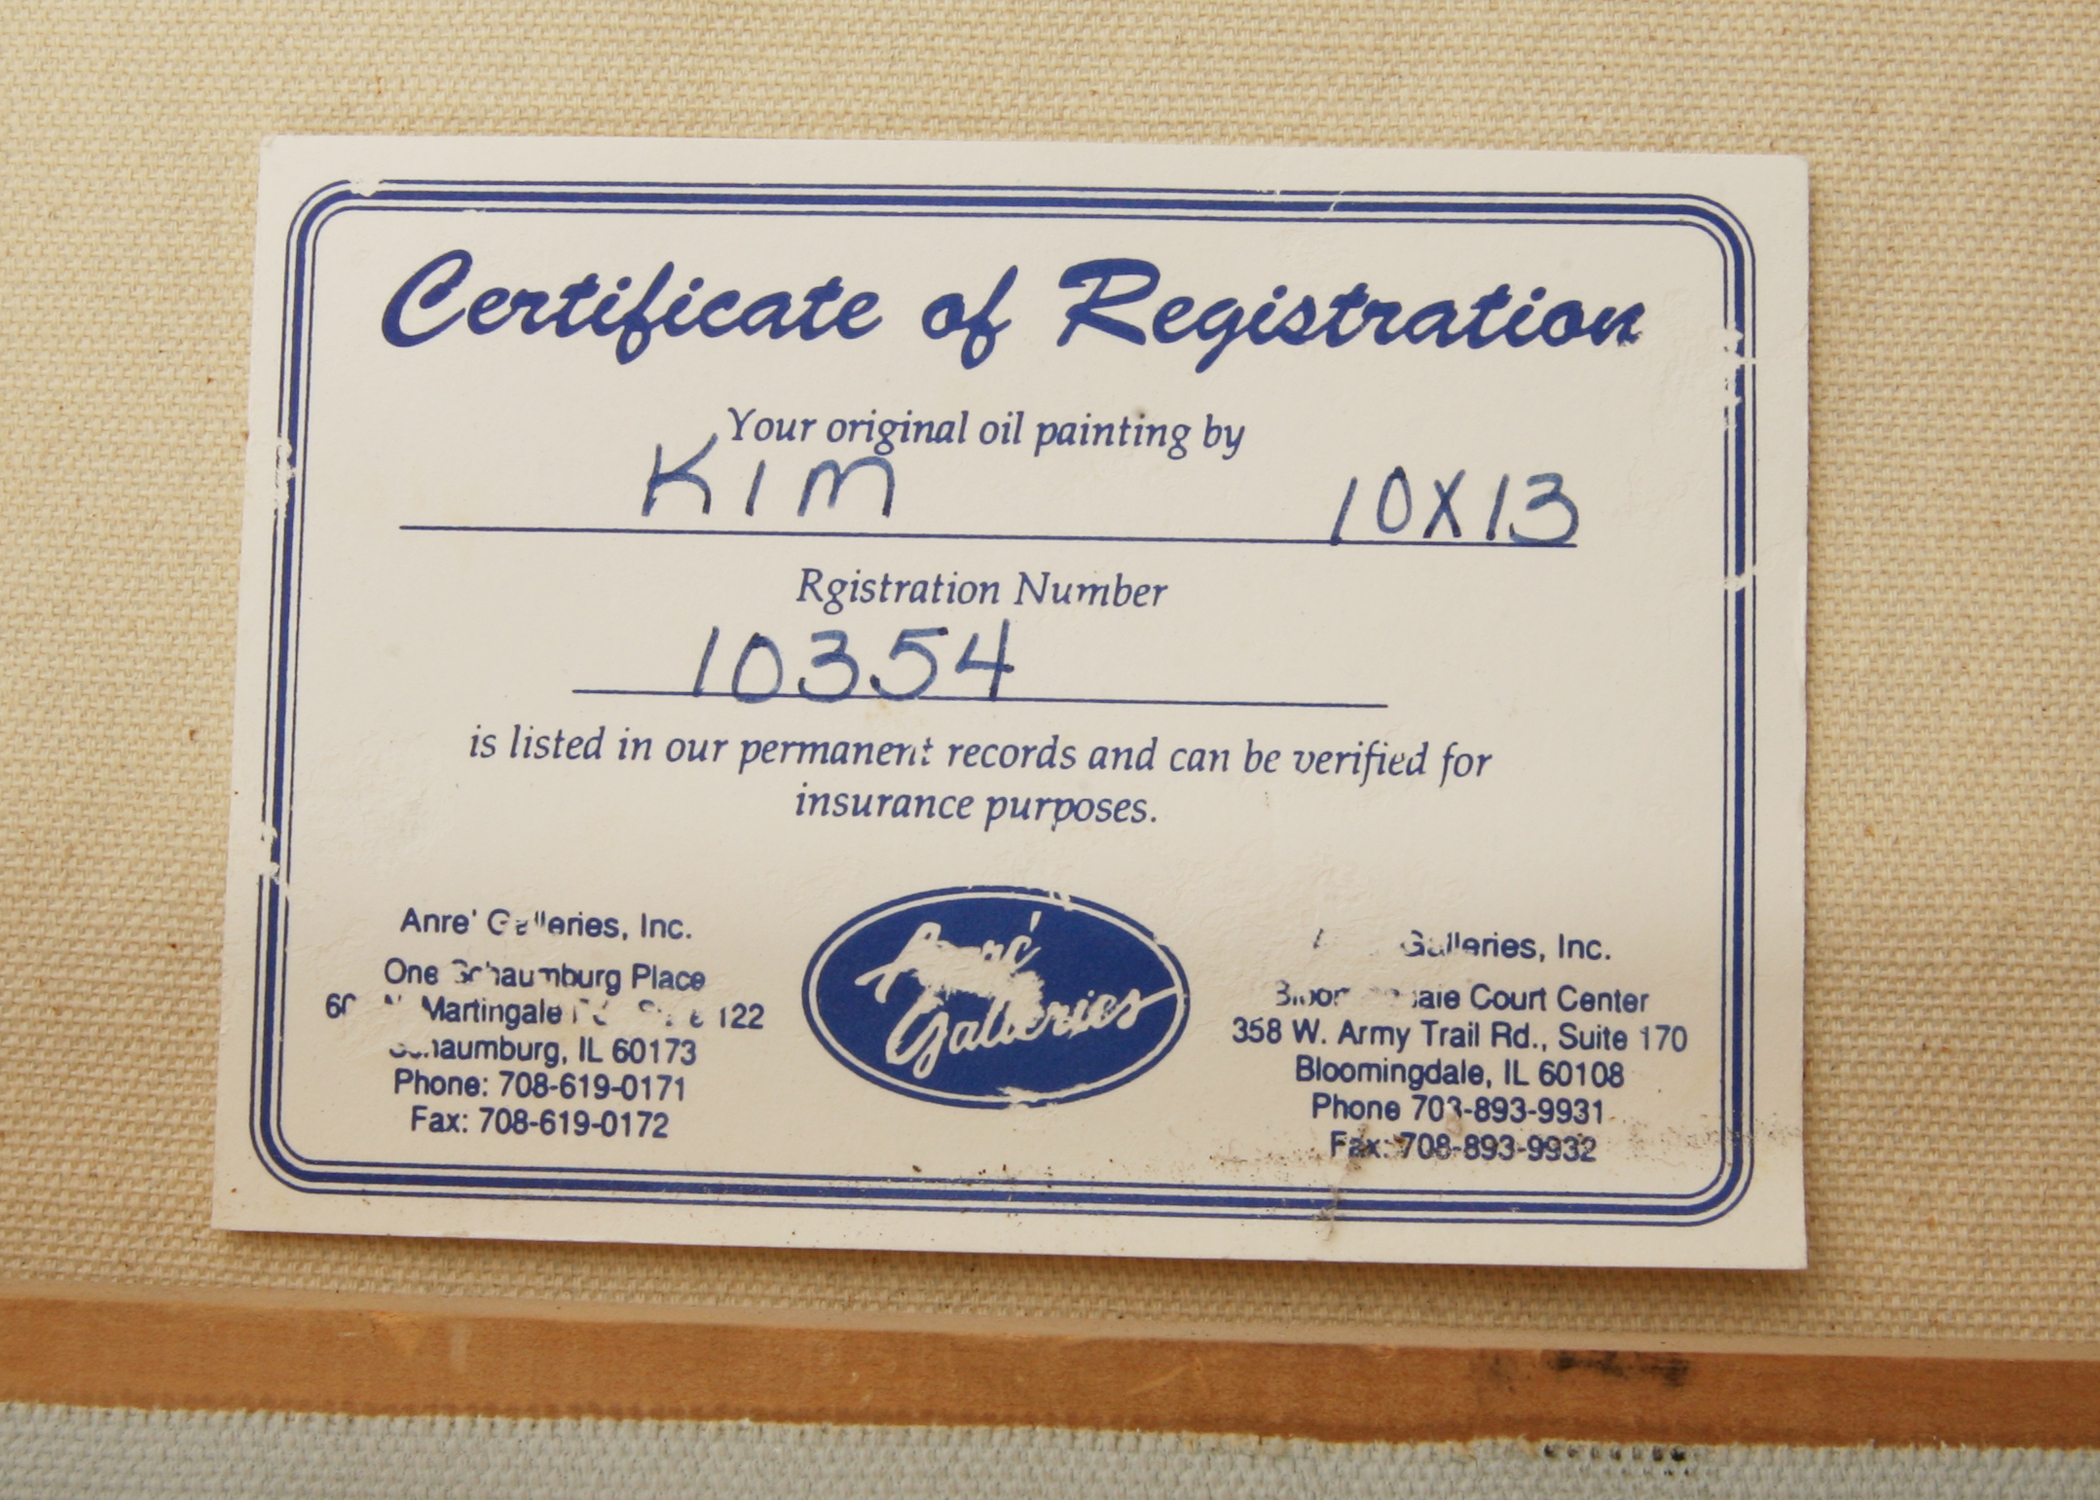 Certificate of Registration
Your original oil painting by
KIM 10X13
Rgistration Number
10354
is listed in our permanent records and can be verified for
insurance purposes.
Anre' Galleries, Inc.
One Schaumburg Place
Martingale 122
Schaumburg, IL 60173
Phone: 708-619-0171
Fax: 708-619-0172
Anré
Galleries
Galleries, Inc.
Court Center
358 W. Army Trail Rd., Suite 170
Bloomingdale, IL 60108
Phone 708-893-9931
Fax: 708-893-9932